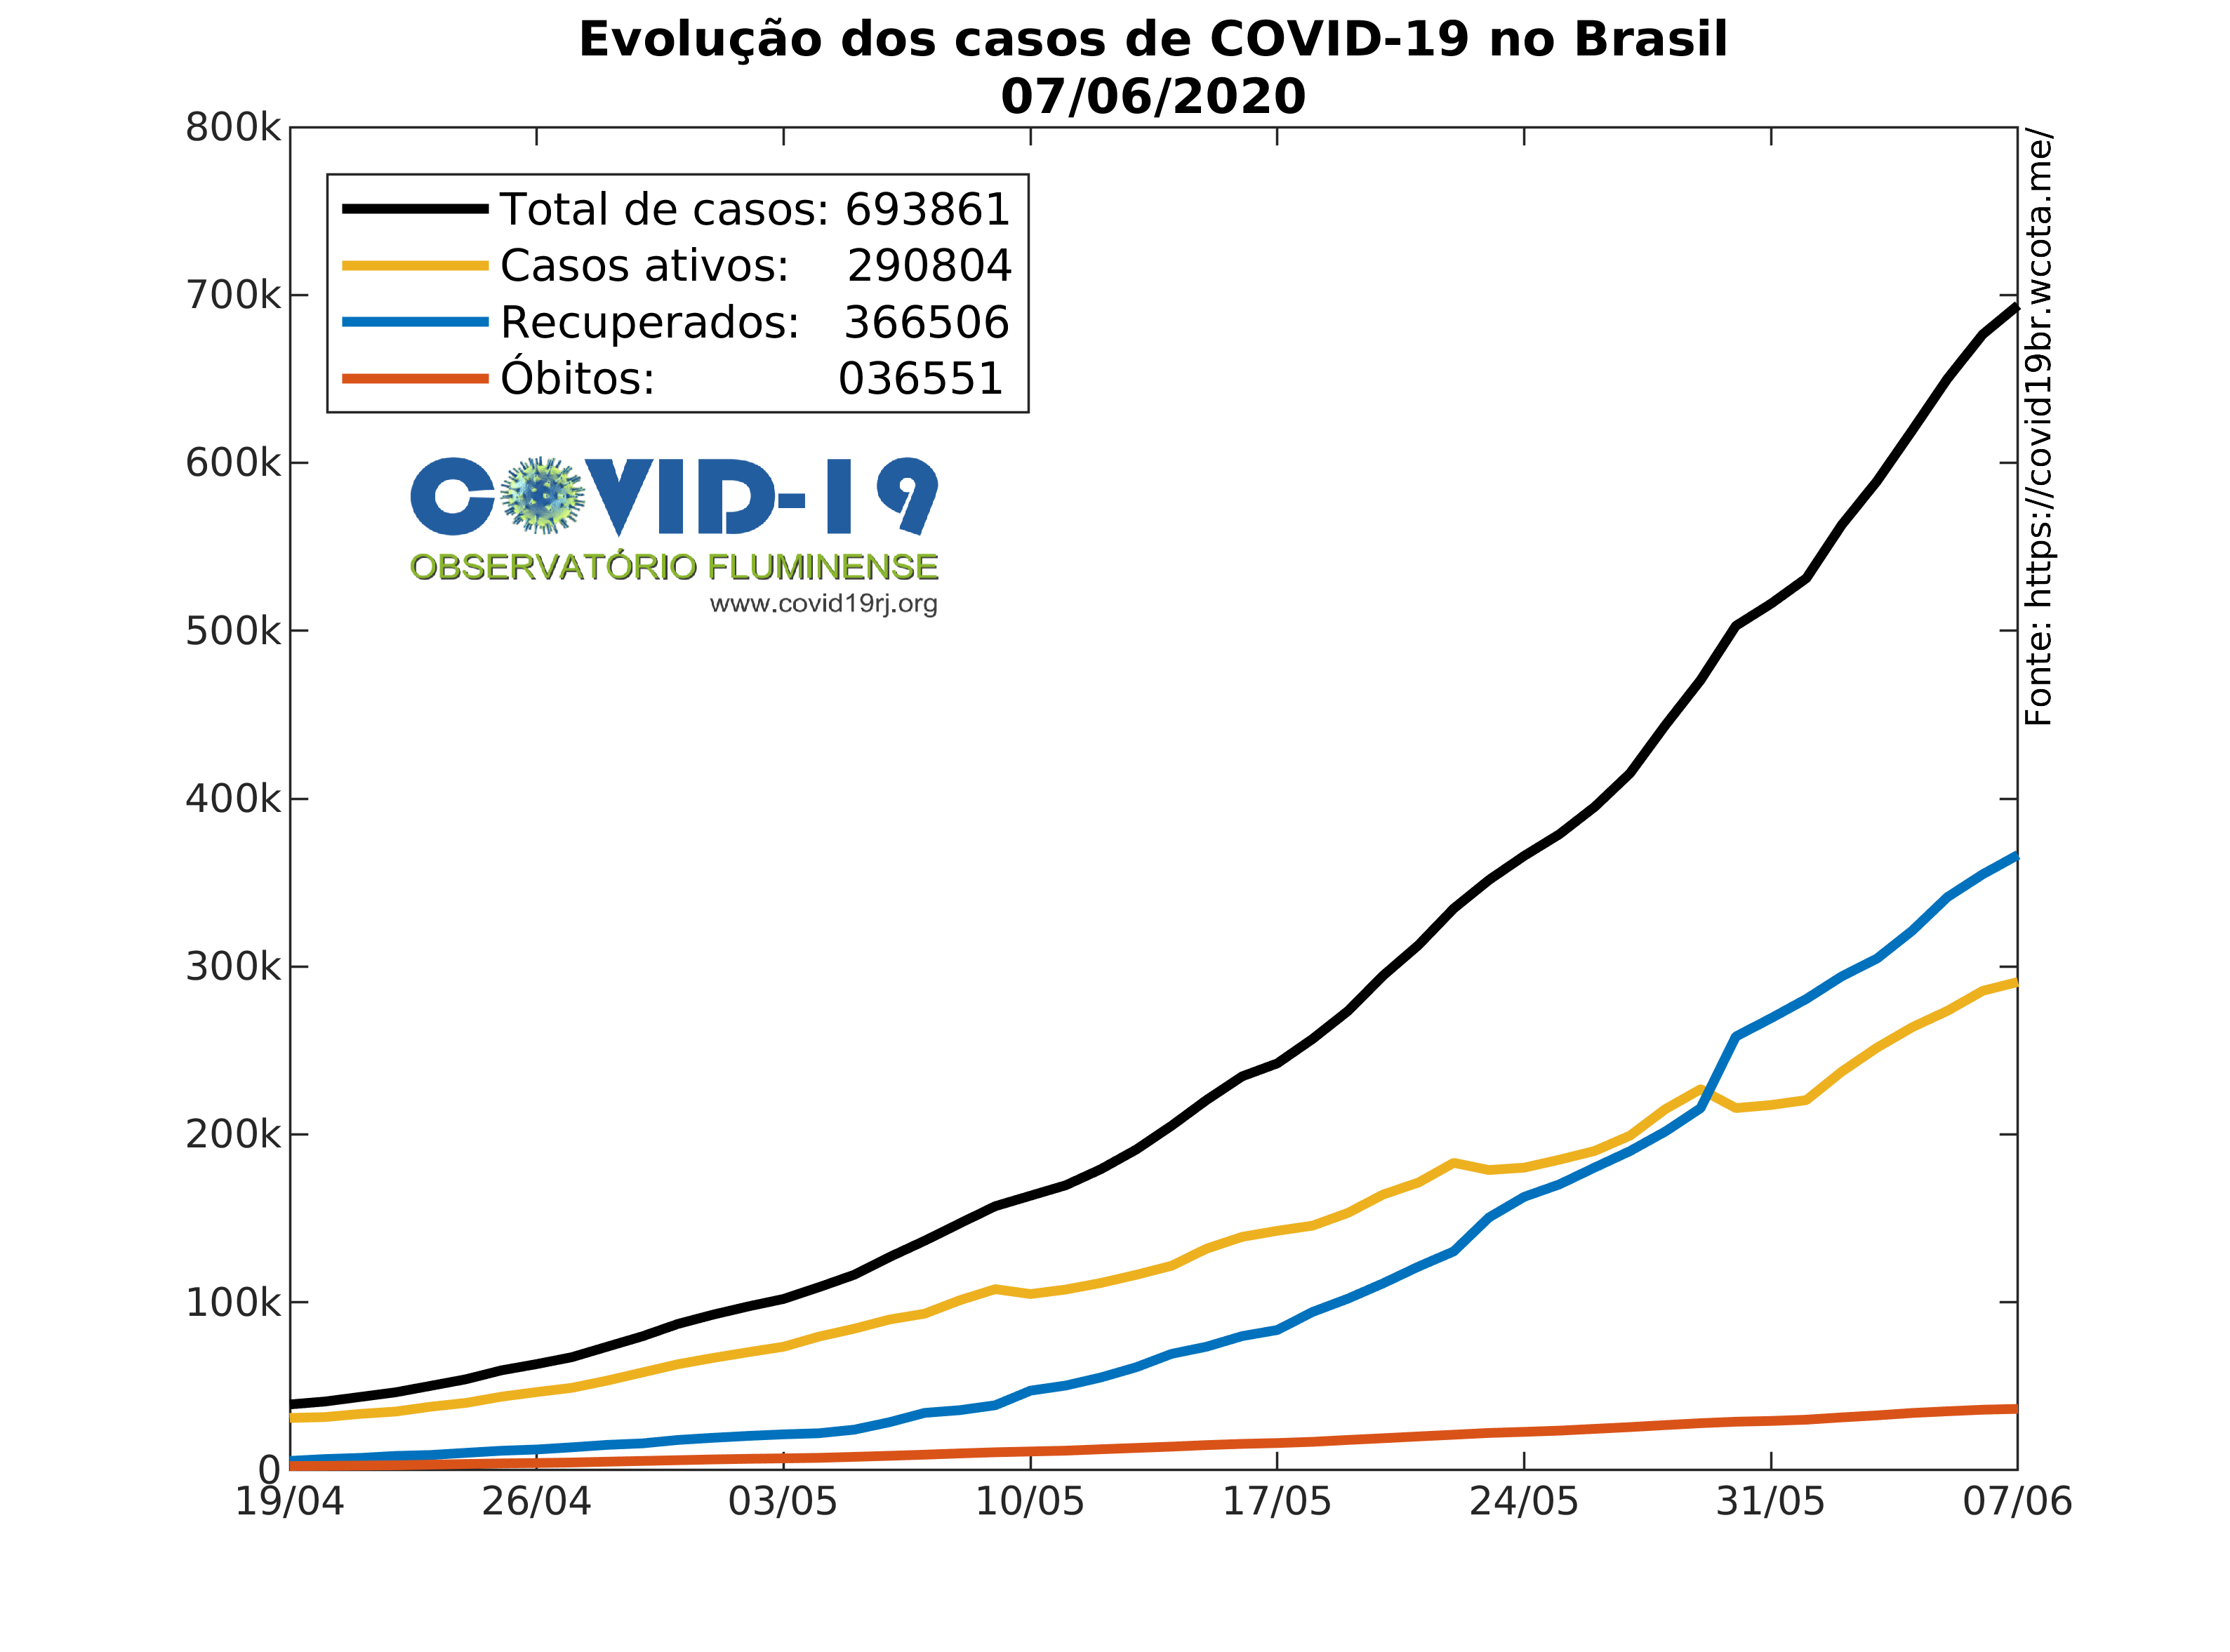 Evolução dos casos de COVID-19 no Brasil
07/06/2020
800k
700k
600k
500k
400k
300k
200k
100k
0
Total de casos: 693861
Casos ativos: 290804
Recuperados: 366506
Óbitos: 036551
COVID-19
OBSERVATÓRIO FLUMINENSE
www.covid19rj.org
Fonte: https://covid19br.wcota.me/
19/04 26/04 03/05 10/05 17/05 24/05 31/05 07/06